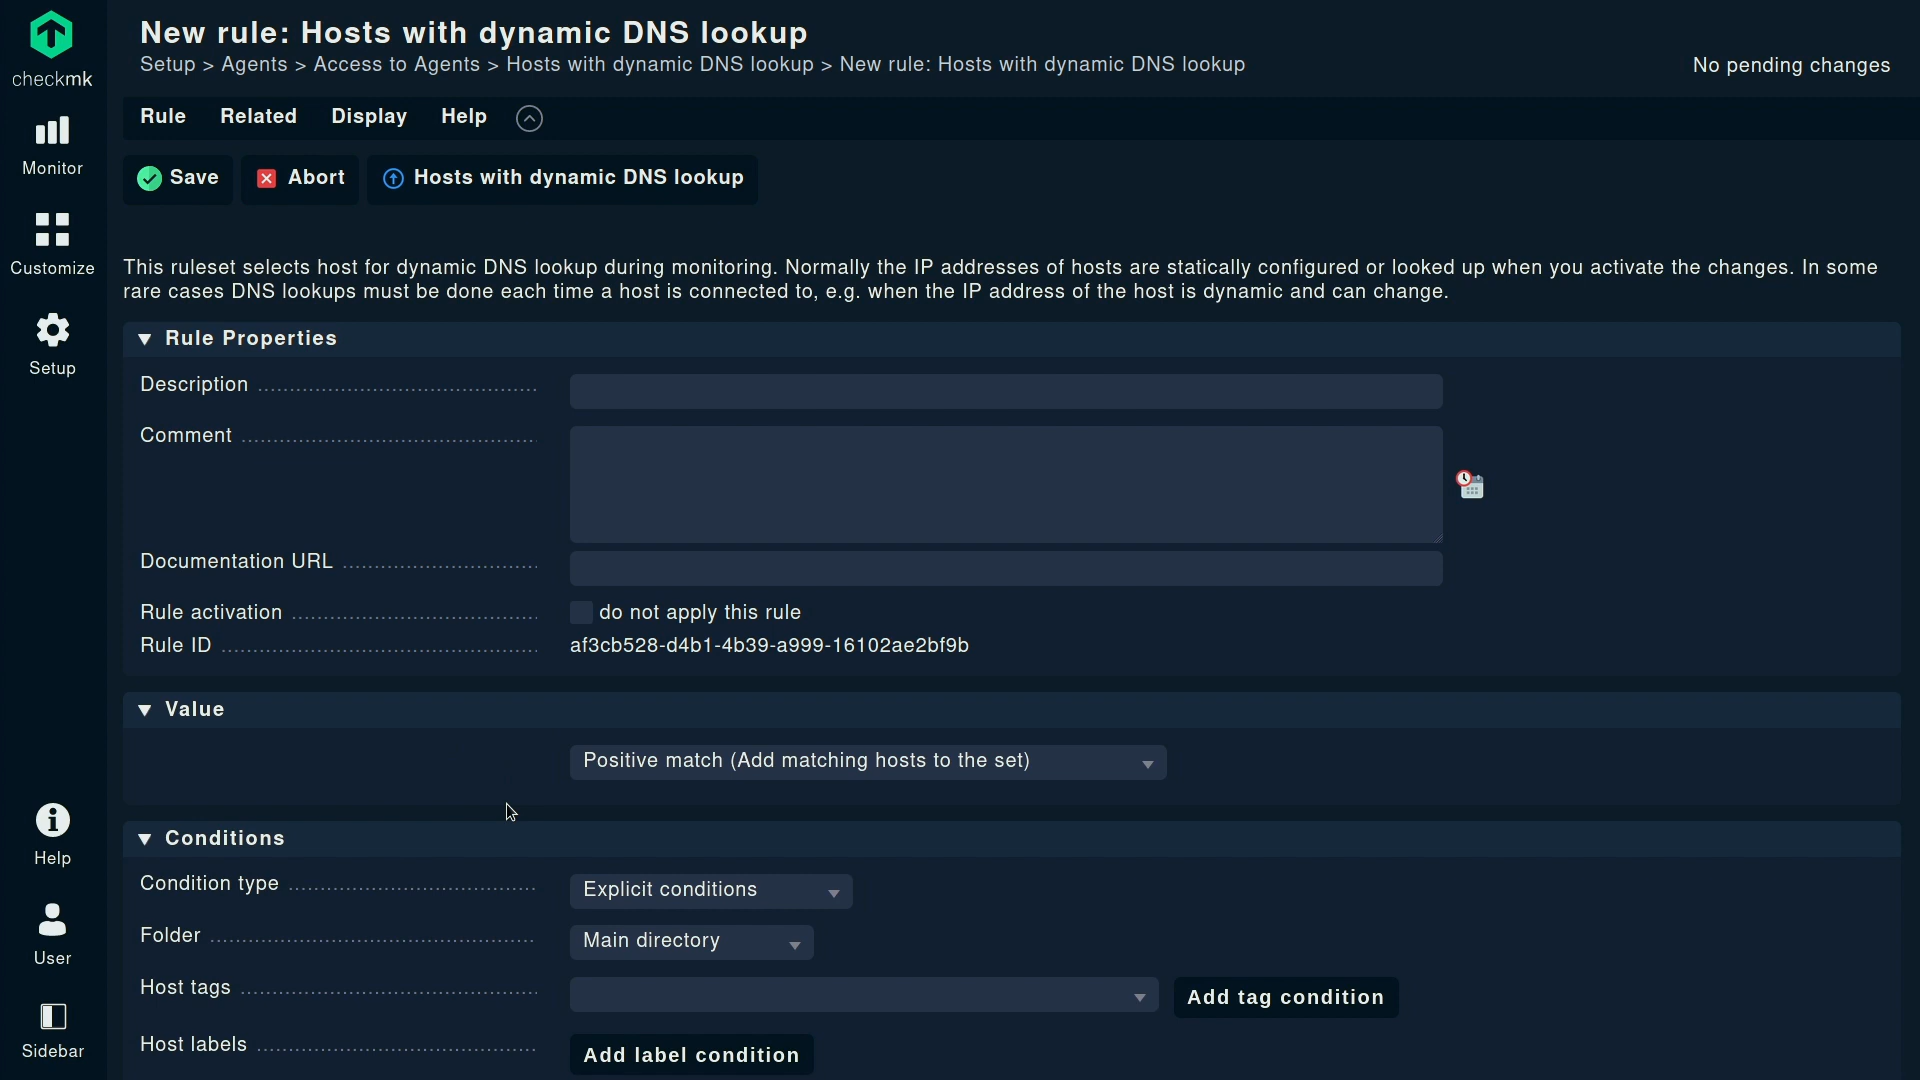 New rule: Hosts with dynamic DNS lookup
Setup > Agents > Access to Agents > Hosts with dynamic DNS lookup > New rule: Hosts with dynamic DNS lookup
No pending changes
checkmk
Monitor
Customize
Setup
Help
User
Sidebar
Rule Related Display Help
Save Abort Hosts with dynamic DNS lookup
This ruleset selects host for dynamic DNS lookup during monitoring. Normally the IP addresses of hosts are statically configured or looked up when you activate the changes. In some
rare cases DNS lookups must be done each time a host is connected to, e.g. when the IP address of the host is dynamic and can change.
Rule Properties
Description
Comment
Documentation URL
Rule activation do not apply this rule
Rule ID af3cb528-d4b1-4b39-a999-16102ae2bf9b
Value
Positive match (Add matching hosts to the set)
Conditions
Condition type Explicit conditions
Folder Main directory
Host tags Add tag condition
Host labels Add label condition